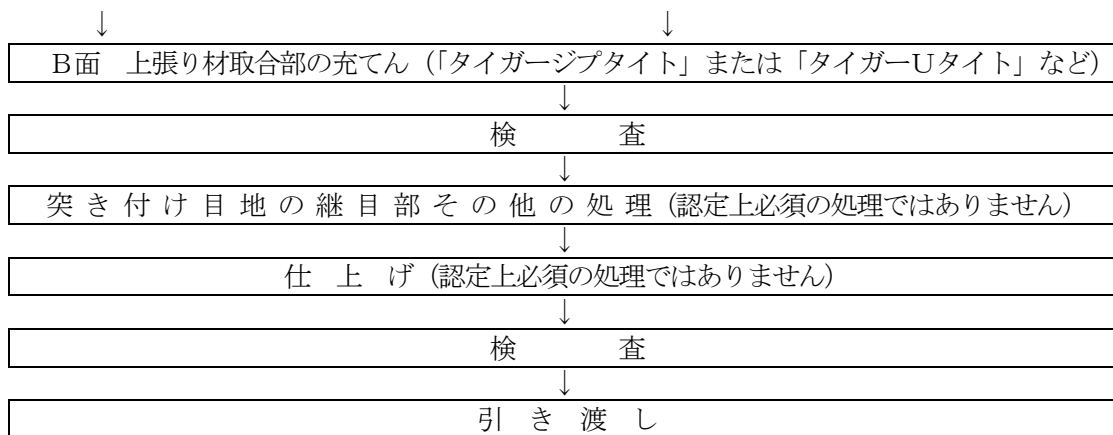 ↓ ↓
Ｂ面　上張り材取合部の充てん（「タイガージプタイト」または「タイガーＵタイト」など）
↓
検　　　査
↓
突き付け目地の継目部その他の処理（認定上必須の処理ではありません）
↓
仕　上　げ（認定上必須の処理ではありません）
↓
検　　　査
↓
引　き　渡　し